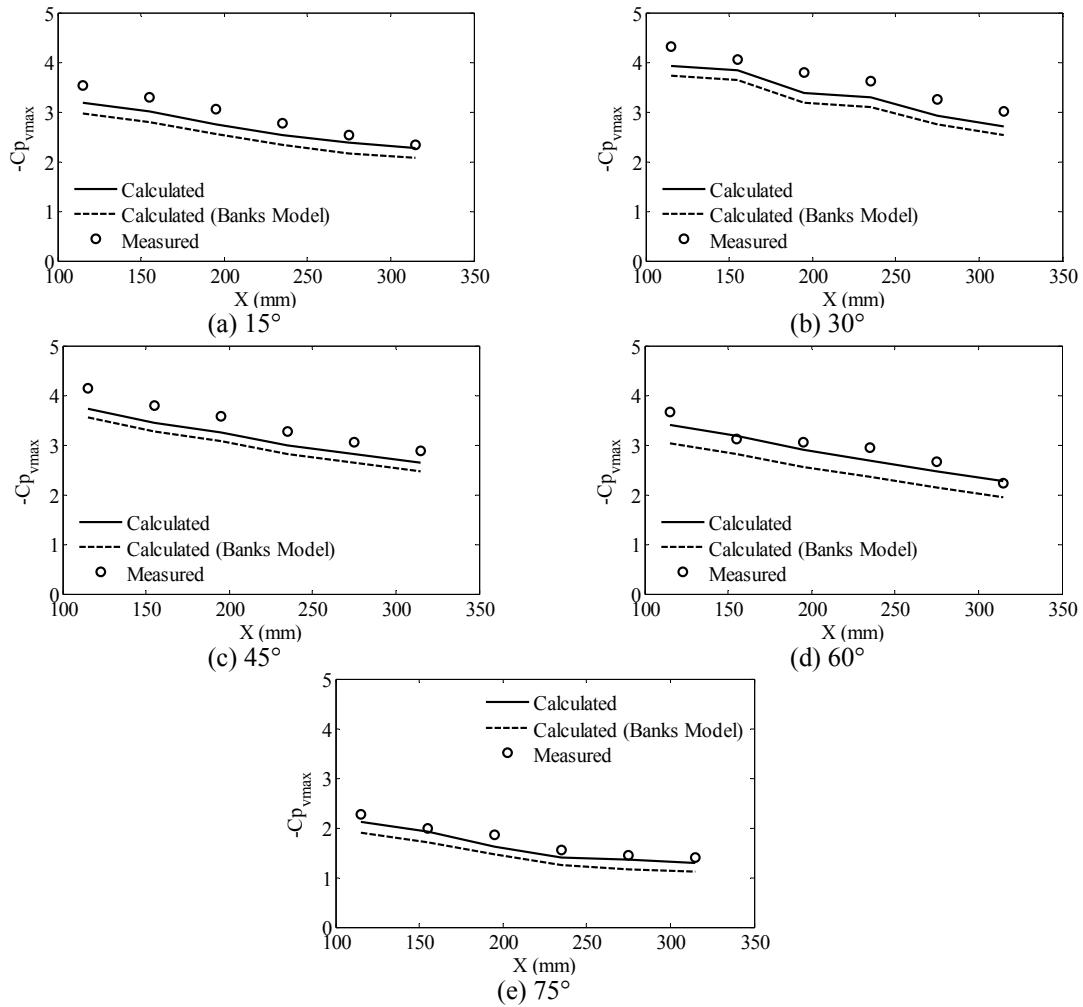 5
4
3
2
1
0
-Cp_vmax
Calculated
Calculated (Banks Model)
Measured
100 150 200 250 300 350
X (mm)
(a) 15°
5
4
3
2
1
0
-Cp_vmax
Calculated
Calculated (Banks Model)
Measured
100 150 200 250 300 350
X (mm)
(b) 30°
5
4
3
2
1
0
-Cp_vmax
Calculated
Calculated (Banks Model)
Measured
100 150 200 250 300 350
X (mm)
(c) 45°
5
4
3
2
1
0
-Cp_vmax
Calculated
Calculated (Banks Model)
Measured
100 150 200 250 300 350
X (mm)
(d) 60°
5
4
3
2
1
0
-Cp_vmax
Calculated
Calculated (Banks Model)
Measured
100 150 200 250 300 350
X (mm)
(e) 75°